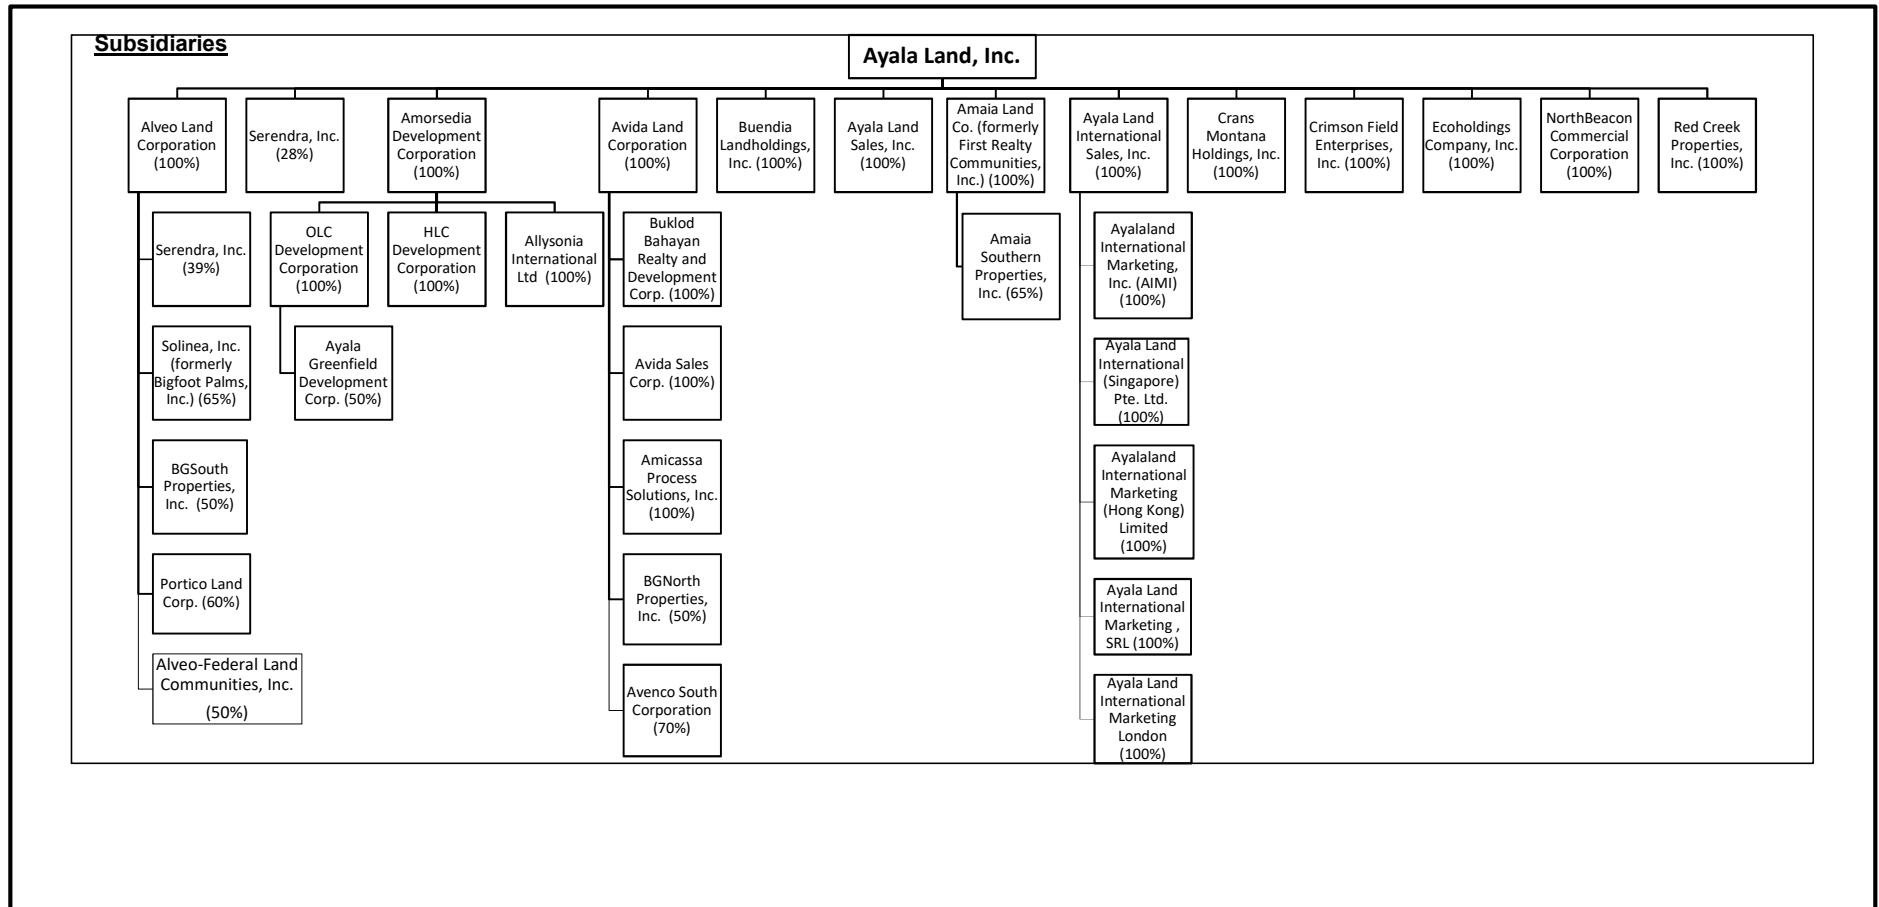 Subsidiaries
Ayala Land, Inc.
Alveo Land
Corporation
(100%)
Serendra, Inc.
(28%)
Amorsedia
Development
Corporation
(100%)
Avida Land
Corporation
(100%)
Buendia
Landholdings,
Inc. (100%)
Ayala Land
Sales, Inc.
(100%)
Amaia Land
Co. (formerly
First Realty
Communities,
Inc.) (100%)
Ayala Land
International
Sales, Inc.
(100%)
Crans
Montana
Holdings, Inc.
(100%)
Crimson Field
Enterprises,
Inc. (100%)
Ecoholdings
Company, Inc.
(100%)
NorthBeacon
Commercial
Corporation
(100%)
Red Creek
Properties,
Inc. (100%)
Serendra, Inc.
(39%)
OLC
Development
Corporation
(100%)
HLC
Development
Corporation
(100%)
Allysonia
International
Ltd (100%)
Buklod
Bahayan
Realty and
Development
Corp. (100%)
Amaia
Southern
Properties,
Inc. (65%)
Ayalaland
International
Marketing,
Inc. (AIMI)
(100%)
Solinea, Inc.
(formerly
Bigfoot Palms,
Inc.) (65%)
Ayala
Greenfield
Development
Corp. (50%)
Avida Sales
Corp. (100%)
Ayala Land
International
(Singapore)
Pte. Ltd.
(100%)
BGSouth
Properties,
Inc. (50%)
Amicassa
Process
Solutions, Inc.
(100%)
Ayalaland
International
Marketing
(Hong Kong)
Limited
(100%)
Portico Land
Corp. (60%)
BGNorth
Properties,
Inc. (50%)
Ayala Land
International
Marketing ,
SRL (100%)
Alveo-Federal Land
Communities, Inc.
(50%)
Avenco South
Corporation
(70%)
Ayala Land
International
Marketing
London
(100%)